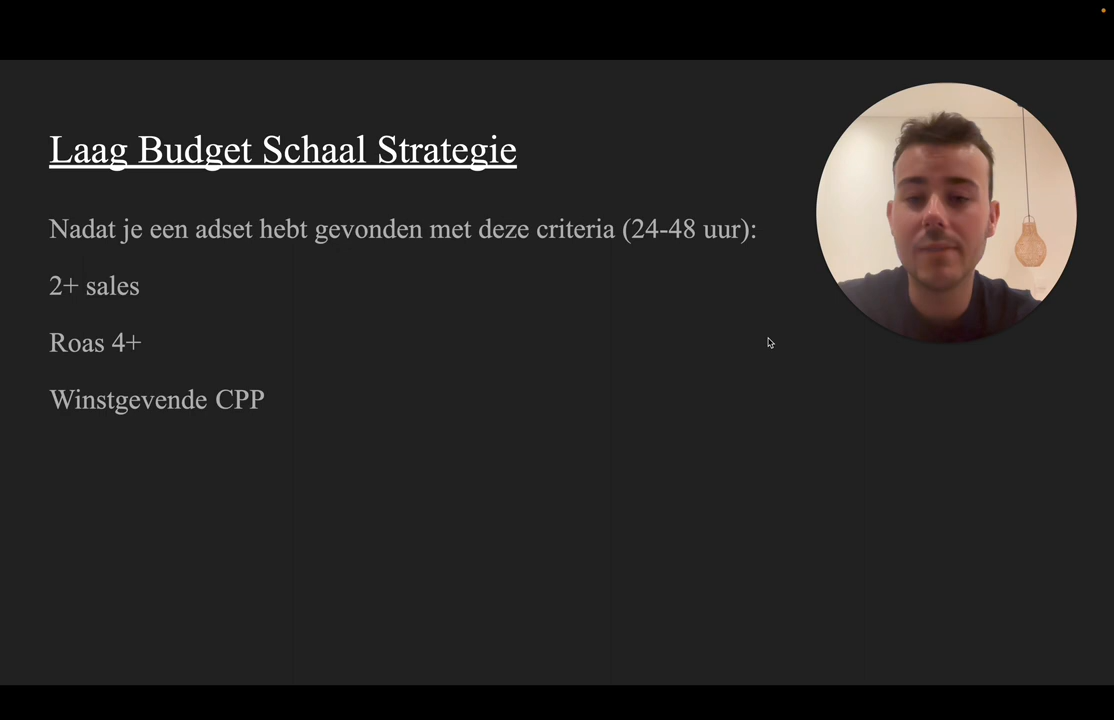 Laag Budget Schaal Strategie
Nadat je een adset hebt gevonden met deze criteria (24-48 uur):
2+ sales
Roas 4+
Winstgevende CPP